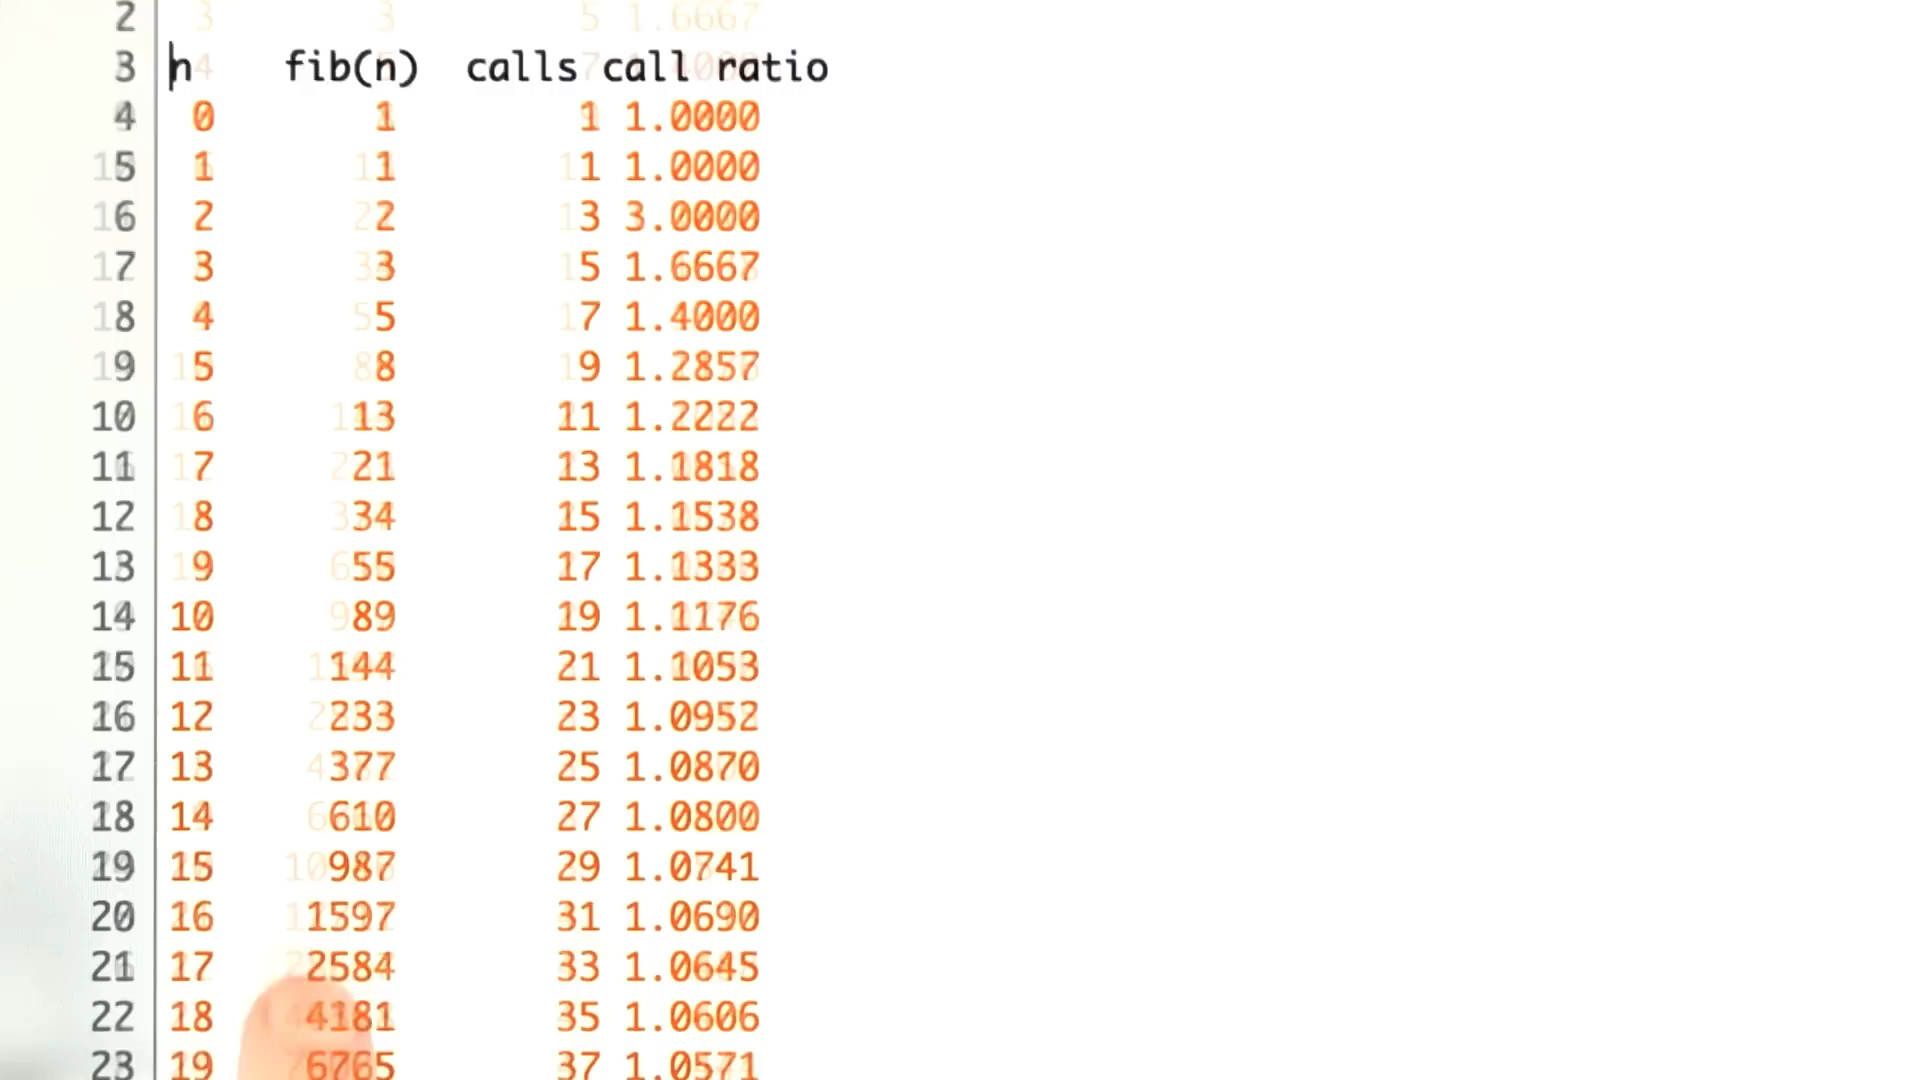 2
3 n fib(n) calls call ratio
4 0 1 1 1.0000
5 1 1 1 1.0000
6 2 2 3 3.0000
7 3 3 5 1.6667
8 4 5 7 1.4000
9 5 8 9 1.2857
10 6 13 11 1.2222
11 7 21 13 1.1818
12 8 34 15 1.1538
13 9 55 17 1.1333
14 10 89 19 1.1176
15 11 144 21 1.1053
16 12 233 23 1.0952
17 13 377 25 1.0870
18 14 610 27 1.0800
19 15 987 29 1.0741
20 16 1597 31 1.0690
21 17 2584 33 1.0645
22 18 4181 35 1.0606
23 19 6765 37 1.0571